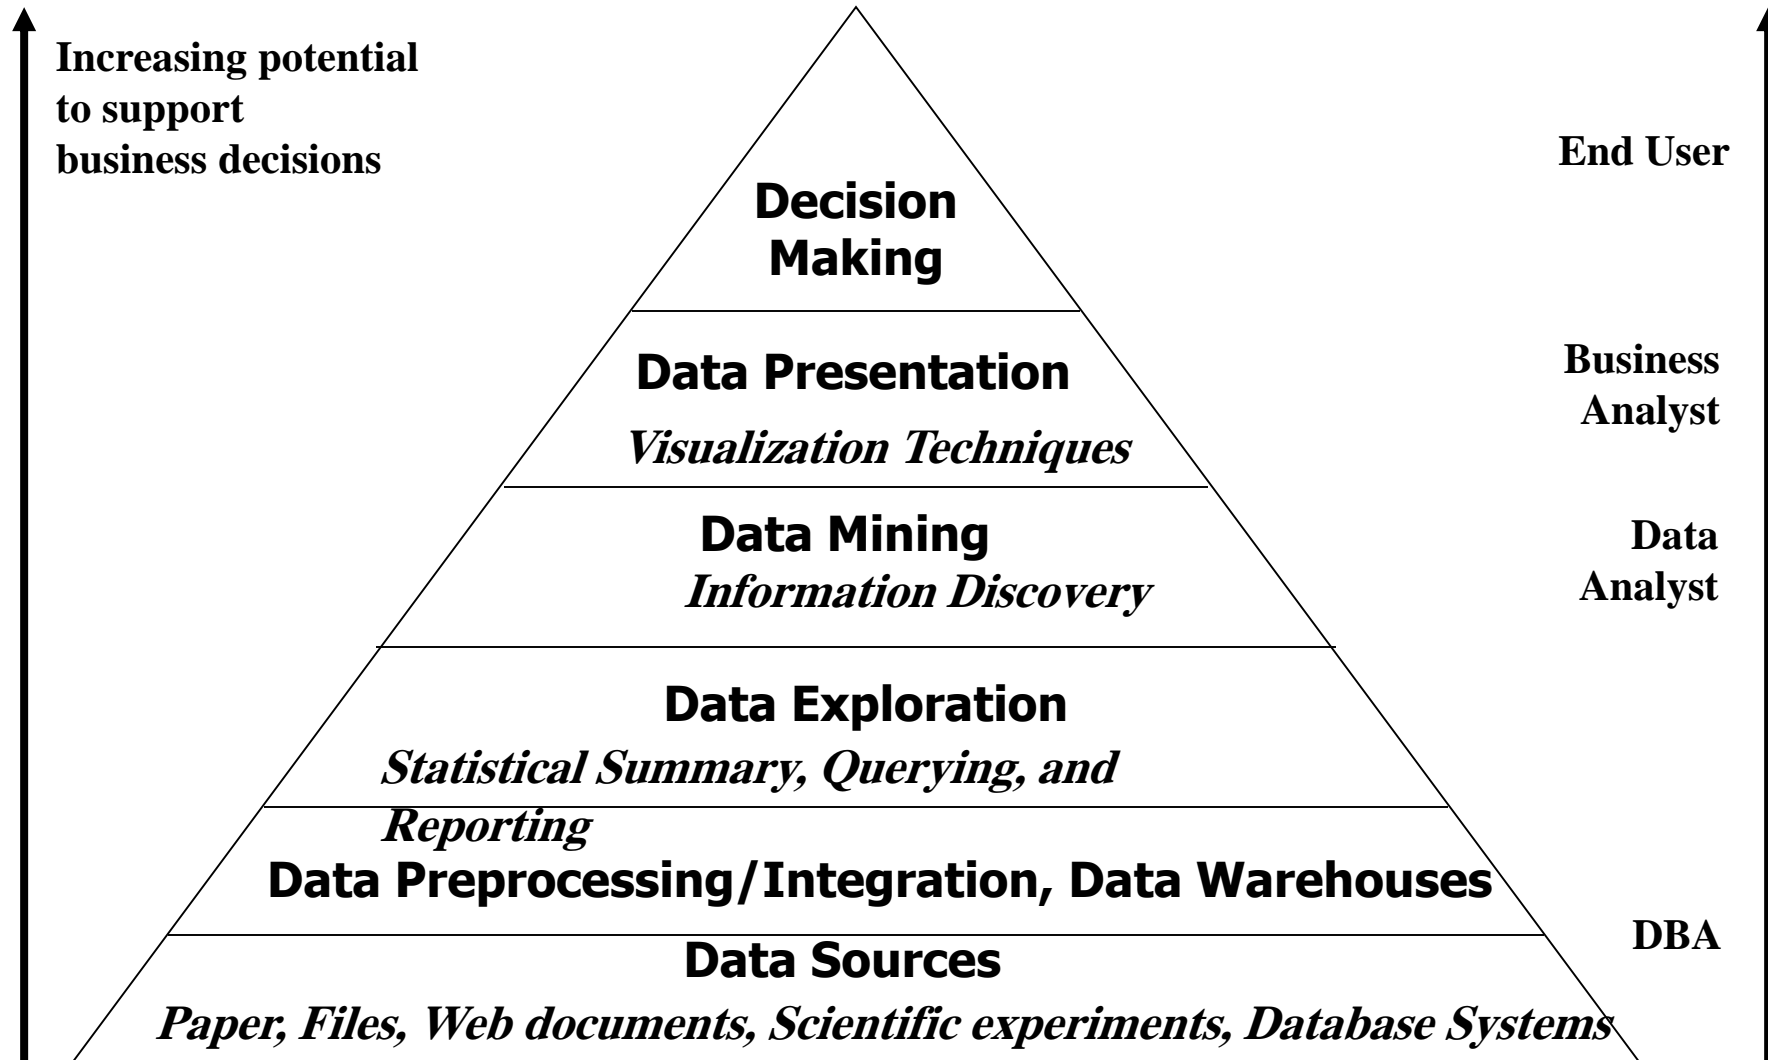 Increasing potential
to support
business decisions
End User
Decision
Making
Business
Analyst
Data Presentation
Visualization Techniques
Data Mining
Information Discovery
Data
Analyst
Data Exploration
Statistical Summary, Querying, and
Reporting
Data Preprocessing/Integration, Data Warehouses
DBA
Data Sources
Paper, Files, Web documents, Scientific experiments, Database Systems